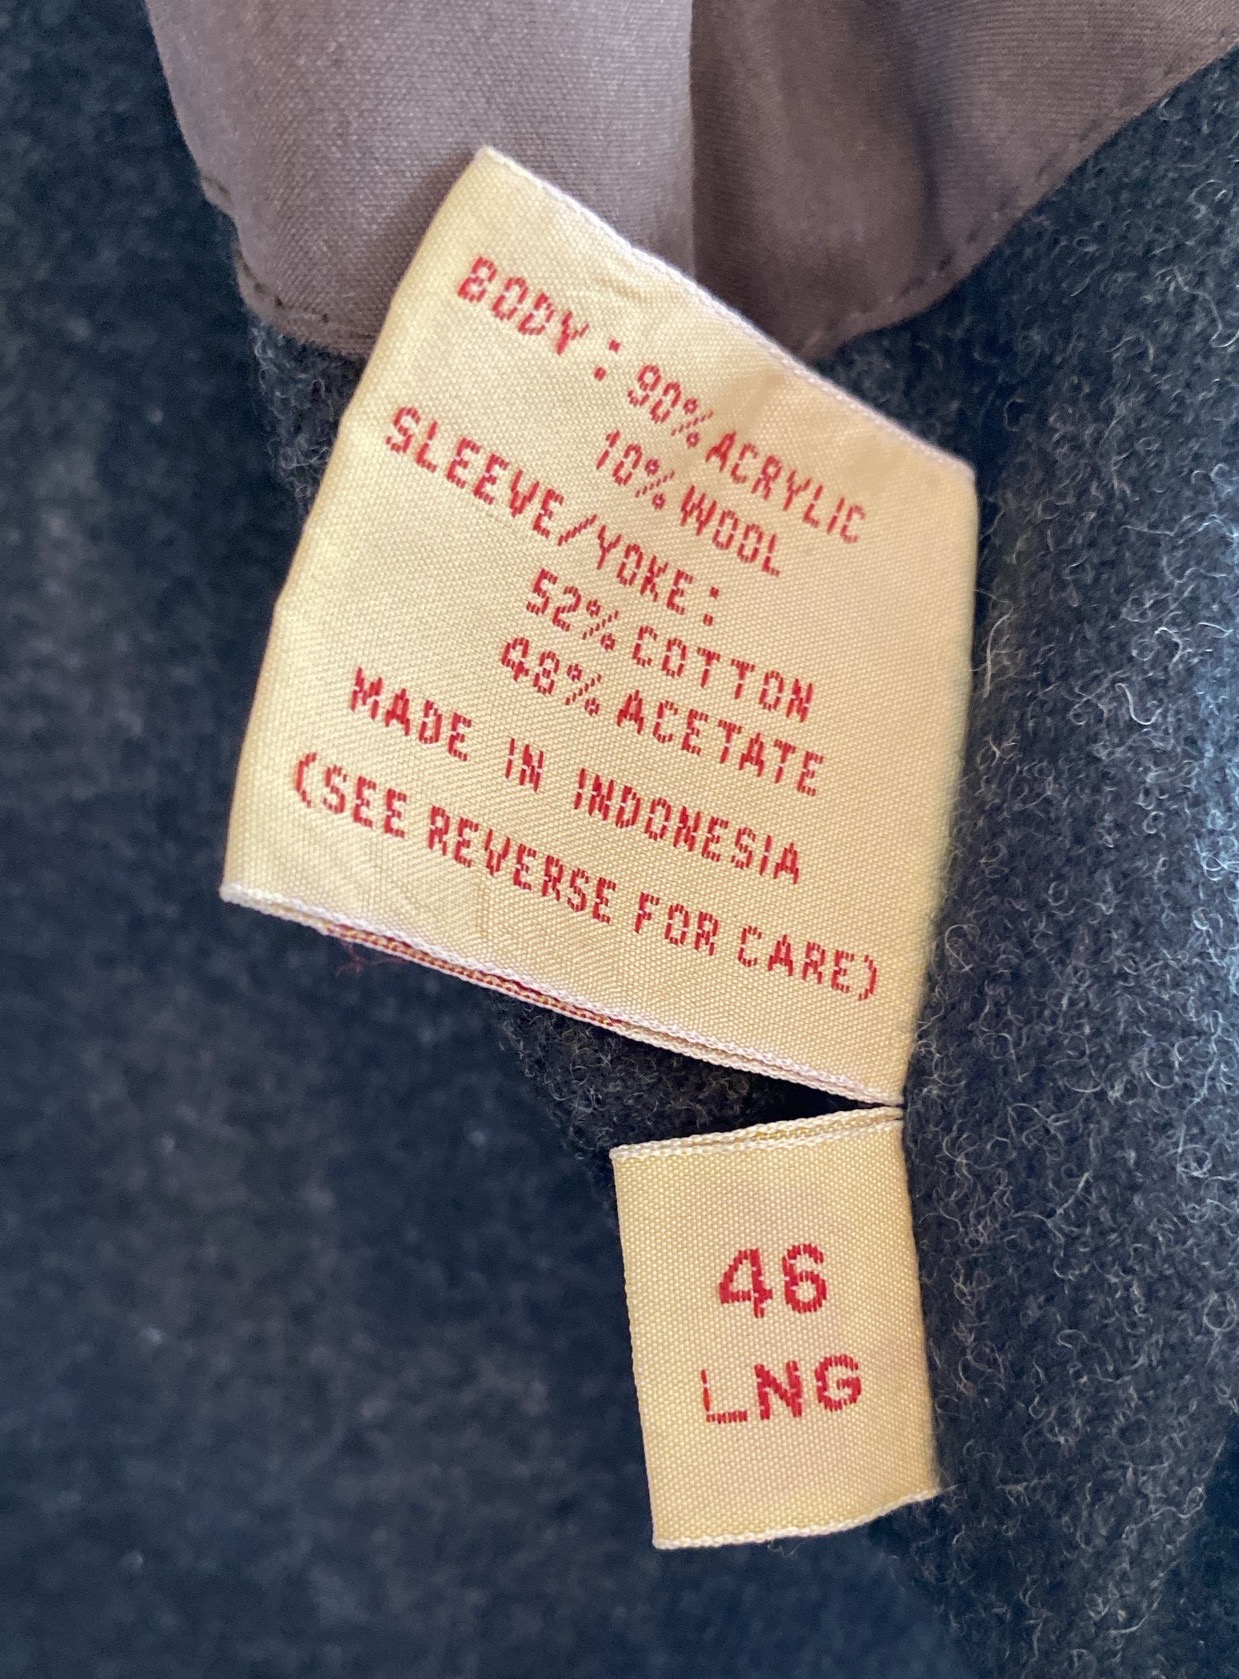 BODY: 90% ACRYLIC
10% WOOL
SLEEVE/YOKE:
52% COTTON
48% ACETATE
MADE IN INDONESIA
(SEE REVERSE FOR CARE)
46
LNG